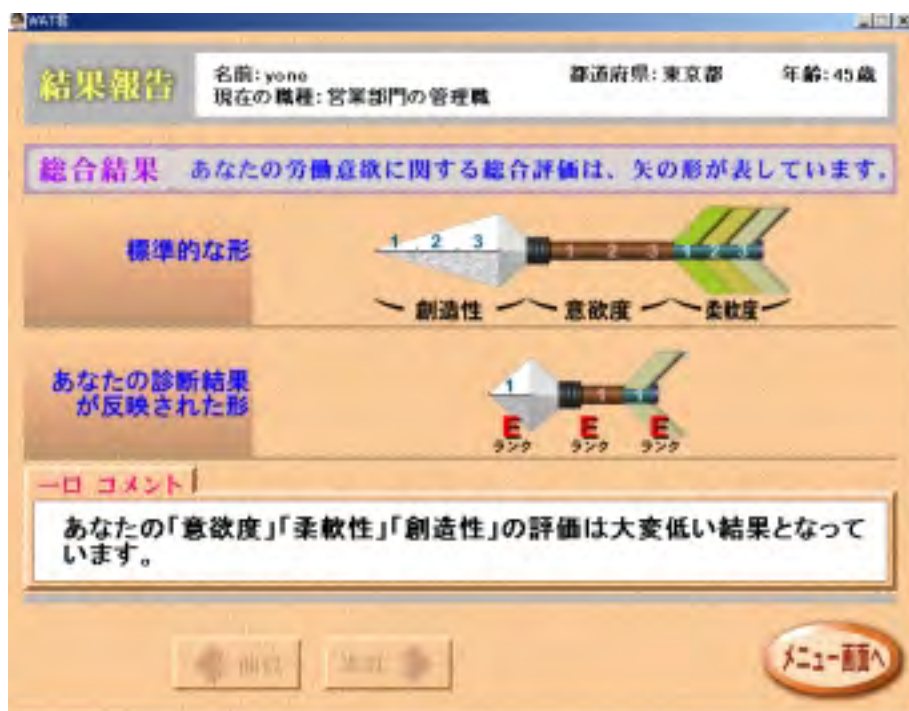 WAT君
結果報告
名前:yone 都道府県:東京都 年齢:45歳
現在の職種:営業部門の管理職
総合結果 あなたの労働意欲に関する総合評価は、矢の形が表しています。
標準的な形
1 2 3 1 2 3 1 2 3
創造性 意欲度 柔軟度
あなたの診断結果
が反映された形
1 1 1
E E E
ランク ランク ランク
一口 コメント
あなたの「意欲度」「柔軟性」「創造性」の評価は大変低い結果となって
います。
メニュー画面へ